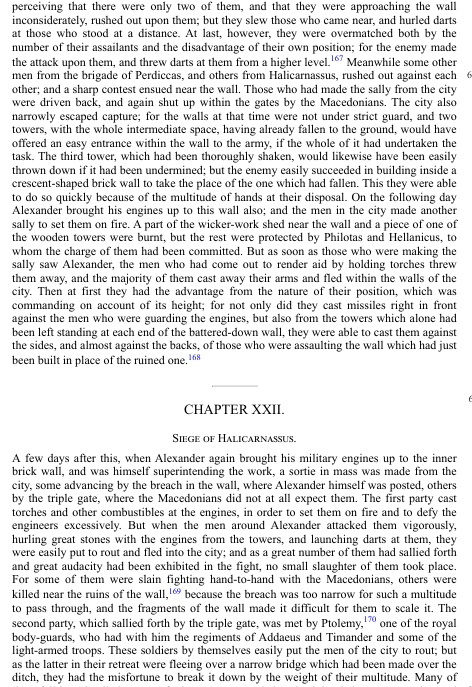 perceiving that there were only two of them, and that they were approaching the wall
inconsiderately, rushed out upon them; but they slew those who came near, and hurled darts
at those who stood at a distance. At last, however, they were overmatched both by the
number of their assailants and the disadvantage of their own position; for the enemy made
the attack upon them, and threw darts at them from a higher level.167 Meanwhile some other
men from the brigade of Perdiccas, and others from Halicarnassus, rushed out against each
other; and a sharp contest ensued near the wall. Those who had made the sally from the city
were driven back, and again shut up within the gates by the Macedonians. The city also
narrowly escaped capture; for the walls at that time were not under strict guard, and two
towers, with the whole intermediate space, having already fallen to the ground, would have
offered an easy entrance within the wall to the army, if the whole of it had undertaken the
task. The third tower, which had been thoroughly shaken, would likewise have been easily
thrown down if it had been undermined; but the enemy easily succeeded in building inside a
crescent-shaped brick wall to take the place of the one which had fallen. This they were able
to do so quickly because of the multitude of hands at their disposal. On the following day
Alexander brought his engines up to this wall also; and the men in the city made another
sally to set them on fire. A part of the wicker-work shed near the wall and a piece of one of
the wooden towers were burnt, but the rest were protected by Philotas and Hellanicus, to
whom the charge of them had been committed. But as soon as those who were making the
sally saw Alexander, the men who had come out to render aid by holding torches threw
them away, and the majority of them cast away their arms and fled within the walls of the
city. Then at first they had the advantage from the nature of their position, which was
commanding on account of its height; for not only did they cast missiles right in front
against the men who were guarding the engines, but also from the towers which alone had
been left standing at each end of the battered-down wall, they were able to cast them against
the sides, and almost against the backs, of those who were assaulting the wall which had just
been built in place of the ruined one.168
CHAPTER XXII.
Siege of Halicarnassus.
A few days after this, when Alexander again brought his military engines up to the inner
brick wall, and was himself superintending the work, a sortie in mass was made from the
city, some advancing by the breach in the wall, where Alexander himself was posted, others
by the triple gate, where the Macedonians did not at all expect them. The first party cast
torches and other combustibles at the engines, in order to set them on fire and to defy the
engineers excessively. But when the men around Alexander attacked them vigorously,
hurling great stones with the engines from the towers, and launching darts at them, they
were easily put to rout and fled into the city; and as a great number of them had sallied forth
and great audacity had been exhibited in the fight, no small slaughter of them took place.
For some of them were slain fighting hand-to-hand with the Macedonians, others were
killed near the ruins of the wall,169 because the breach was too narrow for such a multitude
to pass through, and the fragments of the wall made it difficult for them to scale it. The
second party, which sallied forth by the triple gate, was met by Ptolemy,170 one of the royal
body-guards, who had with him the regiments of Addaeus and Timander and some of the
light-armed troops. These soldiers by themselves easily put the men of the city to rout; but
as the latter in their retreat were fleeing over a narrow bridge which had been made over the
ditch, they had the misfortune to break it down by the weight of their multitude. Many of